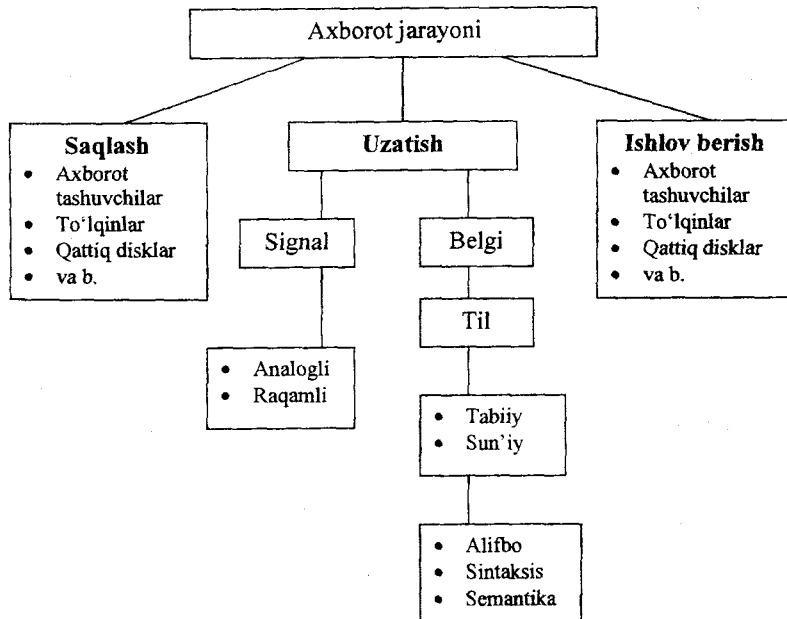 Axborot jarayoni
Saqlash
• Axborot
tashuvchilar
• To‘lqinlar
• Qattiq disklar
• va b.
Uzatish
Signal
• Analogli
• Raqamli
Belgi
Til
• Tabiiy
• Sun’iy
• Alifbo
• Sintaksis
• Semantika
Ishlov berish
• Axborot
tashuvchilar
• To‘lqinlar
• Qattiq disklar
• va b.